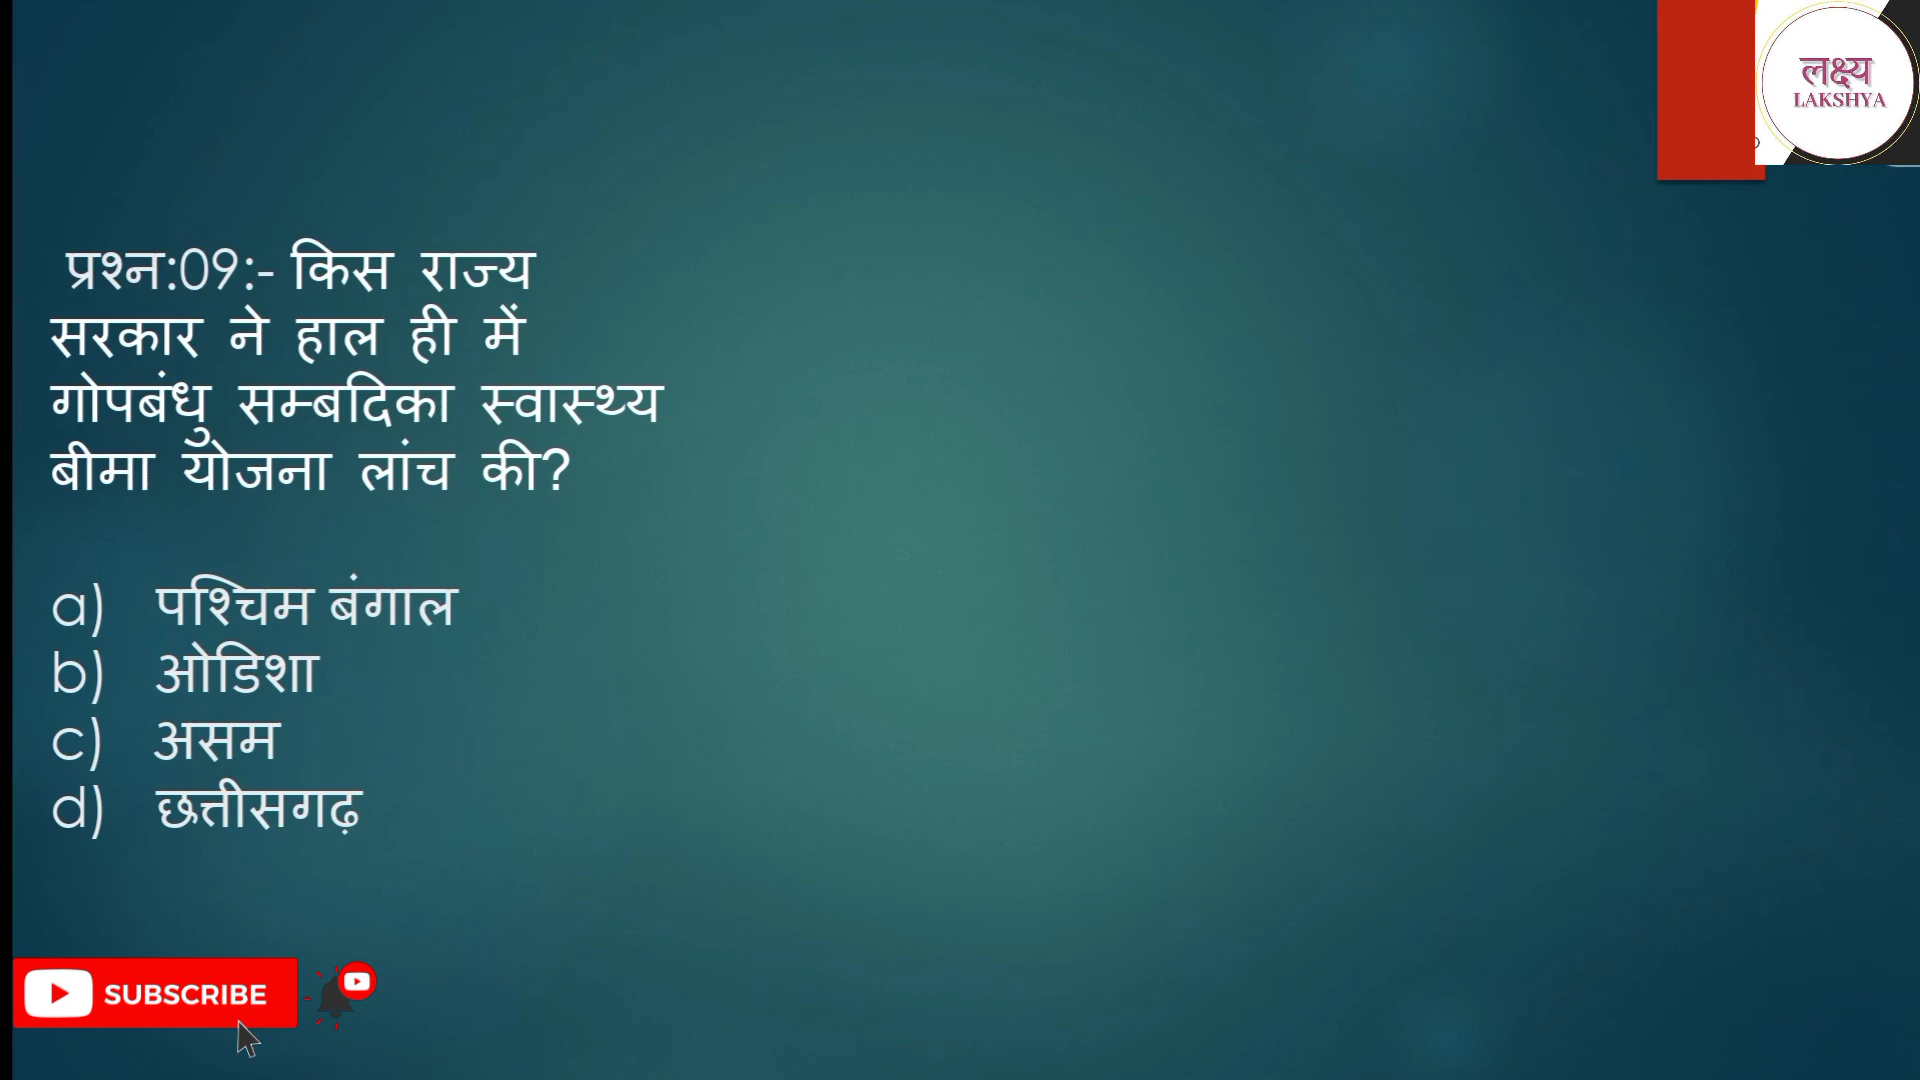 लक्ष्य
LAKSHYA
प्रश्न:09:- किस राज्य
सरकार ने हाल ही में
गोपबंधु सम्बदिका स्वास्थ्य
बीमा योजना लांच की?
a) पश्चिम बंगाल
b) ओडिशा
c) असम
d) छत्तीसगढ़
SUBSCRIBE